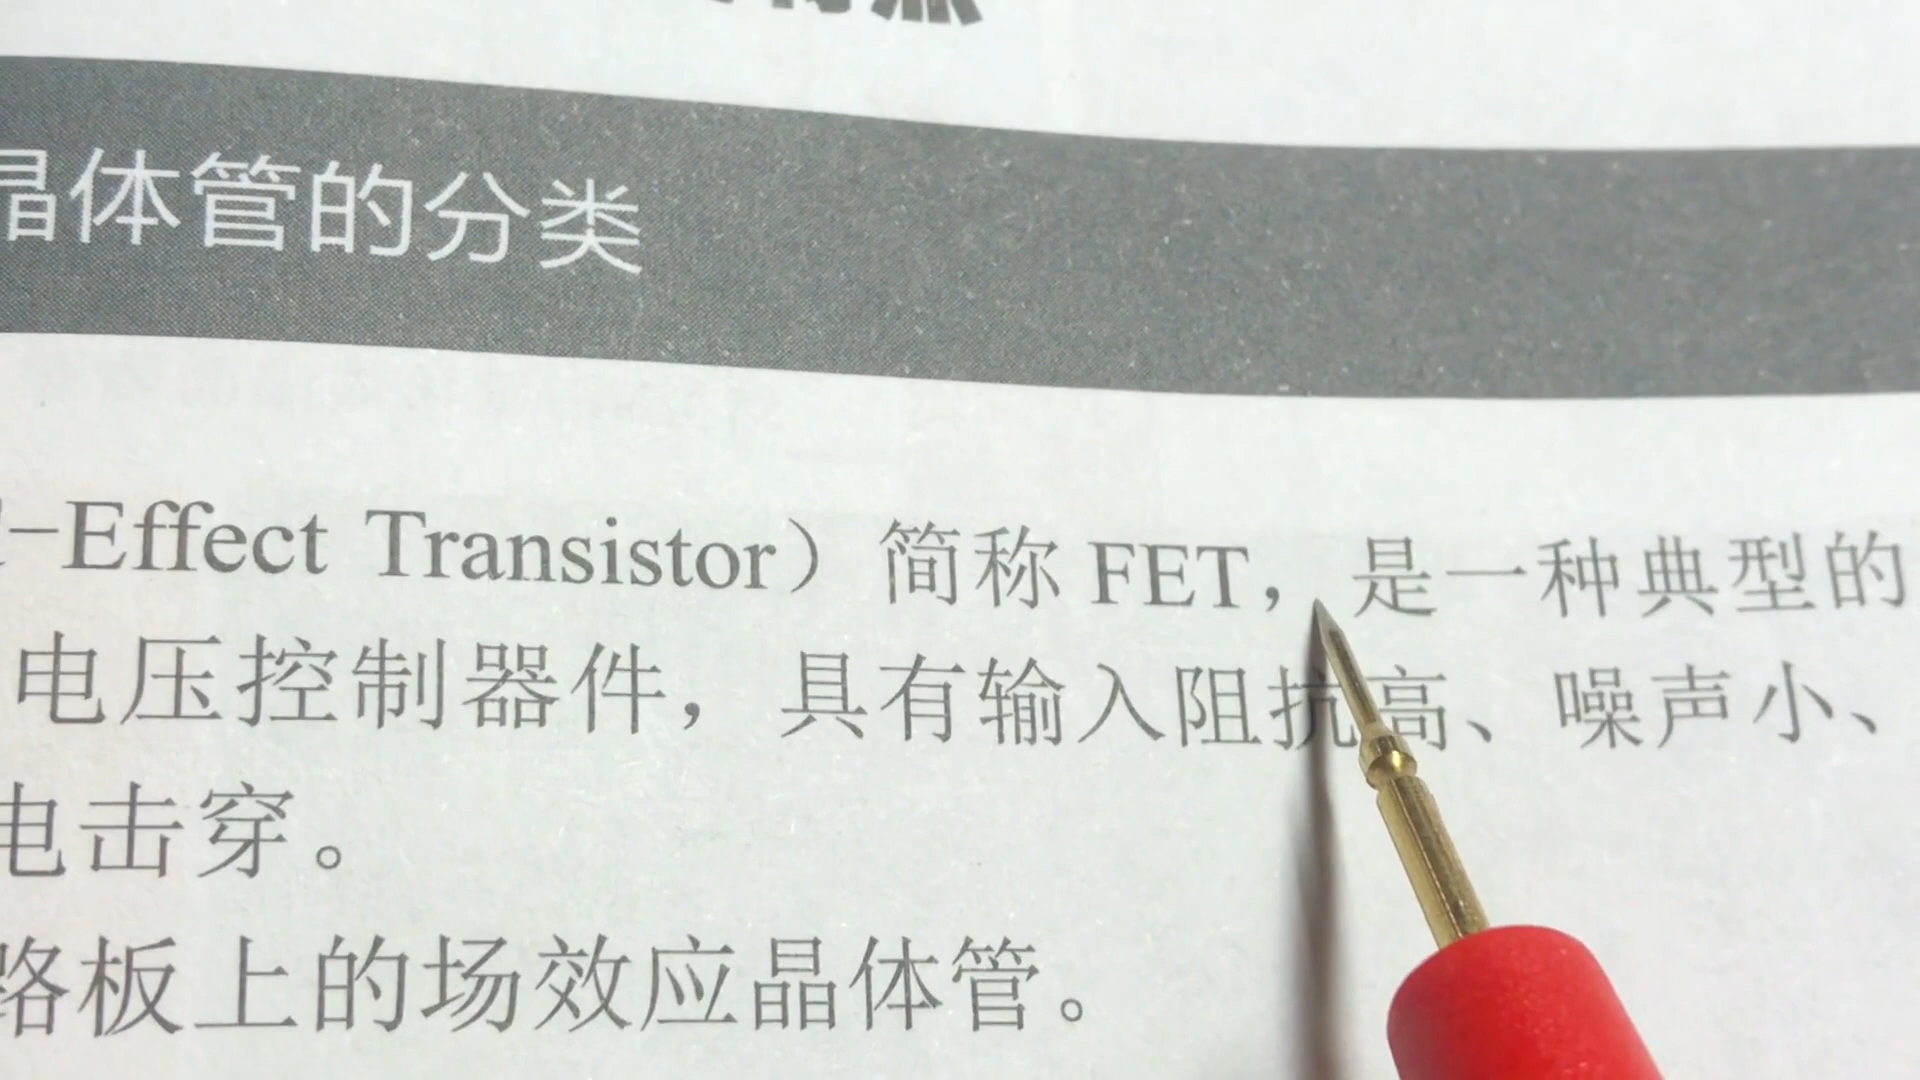 晶体管的分类
-Effect Transistor）简称 FET，是一种典型的
电压控制器件，具有输入阻抗高、噪声小、
电击穿。
路板上的场效应晶体管。